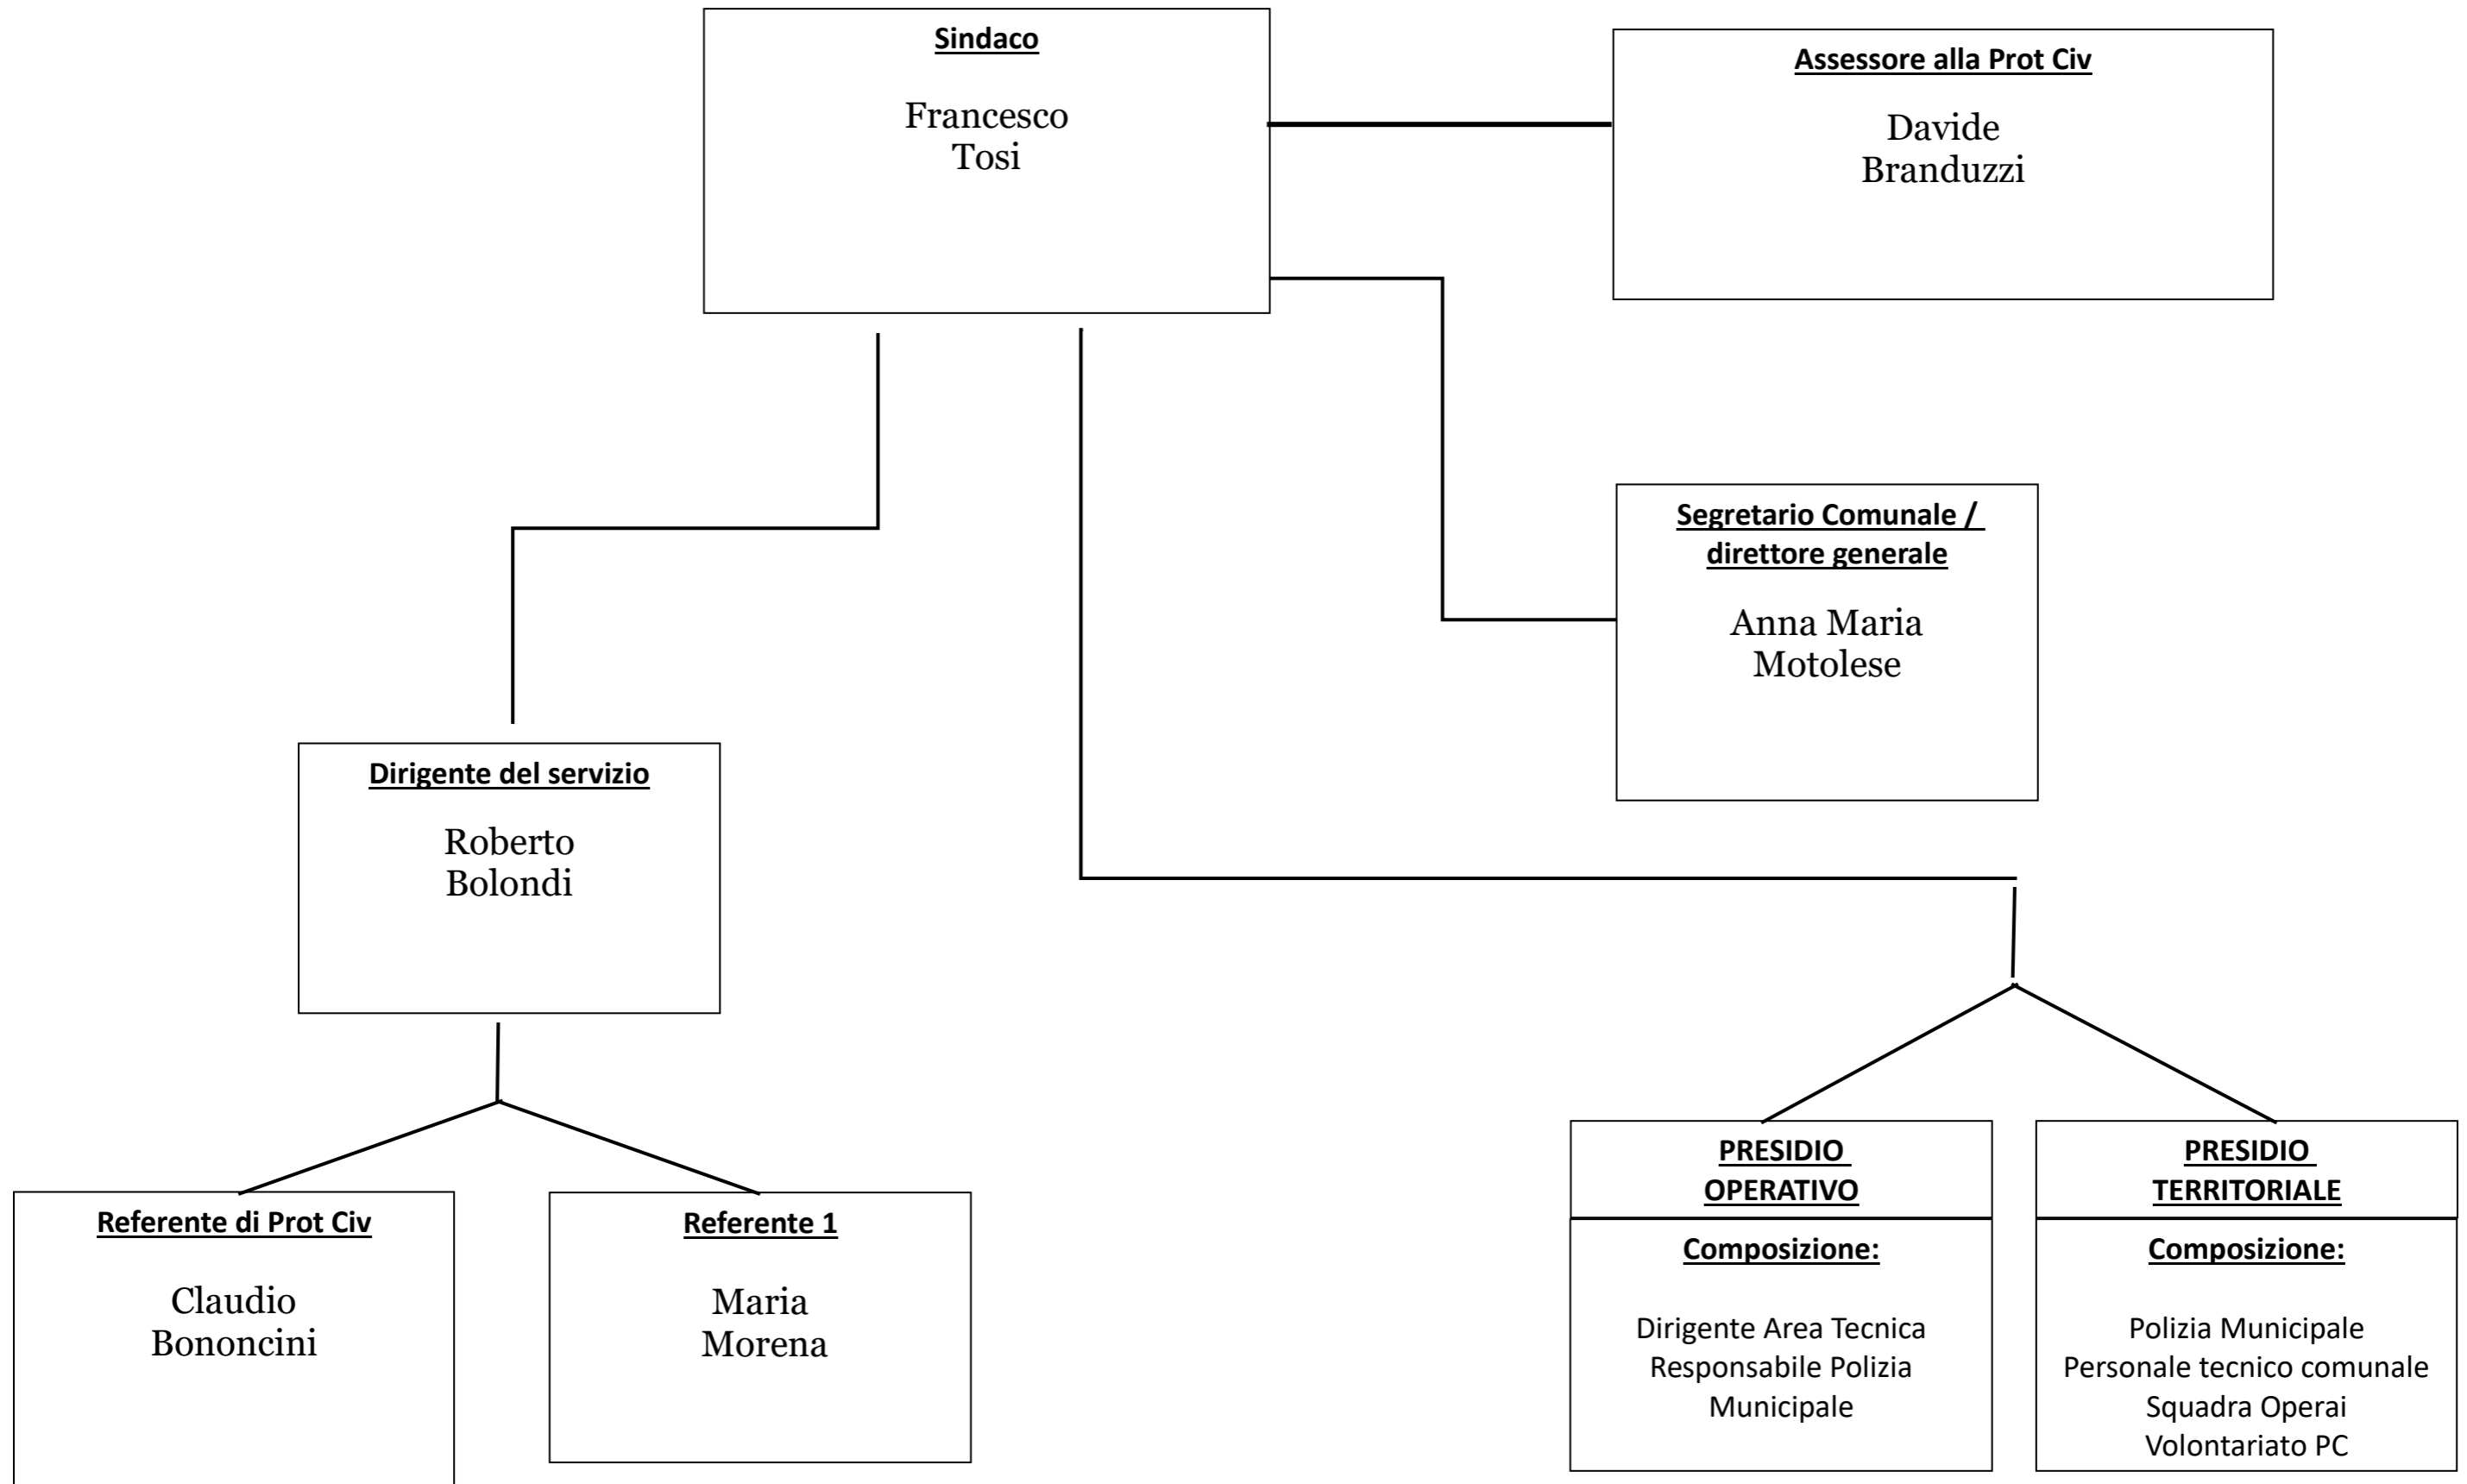 Sindaco
Francesco
Tosi
Assessore alla Prot Civ
Davide
Branduzzi
Segretario Comunale /
direttore generale
Anna Maria
Motolese
Dirigente del servizio
Roberto
Bolondi
Referente di Prot Civ
Claudio
Bononcini
Referente 1
Maria
Morena
PRESIDIO
OPERATIVO
Composizione:
Dirigente Area Tecnica
Responsabile Polizia
Municipale
PRESIDIO
TERRITORIALE
Composizione:
Polizia Municipale
Personale tecnico comunale
Squadra Operai
Volontariato PC